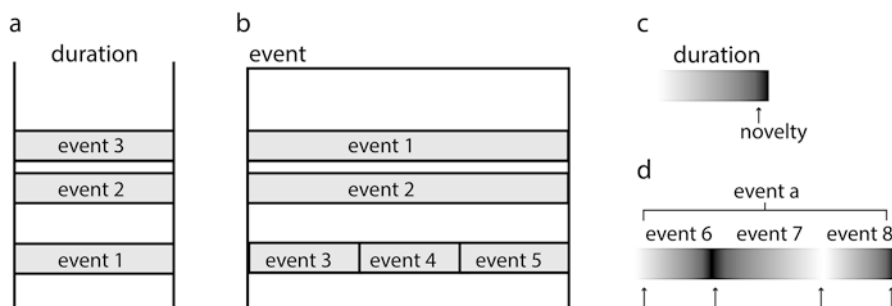 a
duration
event 3
event 2
event 1
b
event
event 1
event 2
event 3 event 4 event 5
c
duration
novelty
d
event a
event 6 event 7 event 8